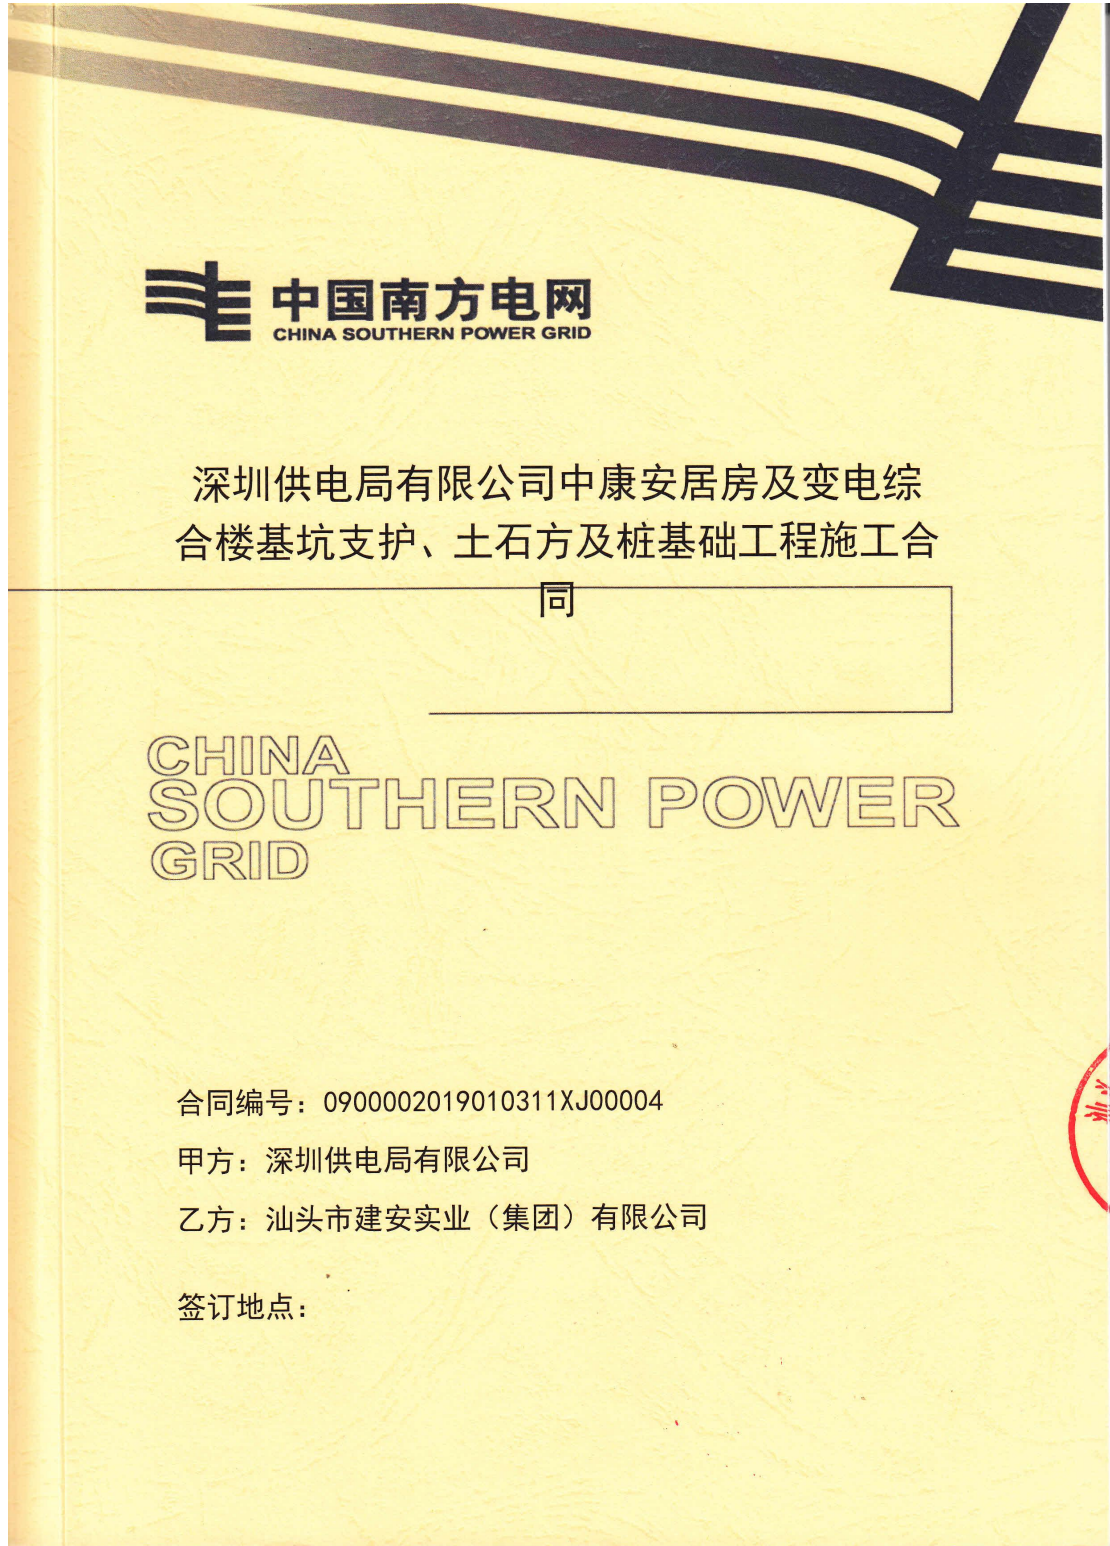 中国南方电网
CHINA SOUTHERN POWER GRID
深圳供电局有限公司中康安居房及变电综
合楼基坑支护、土石方及桩基础工程施工合
同
CHINA
SOUTHERN POWER
GRID
合同编号：0900002019010311XJ00004
甲方：深圳供电局有限公司
乙方：汕头市建安实业（集团）有限公司
签订地点：